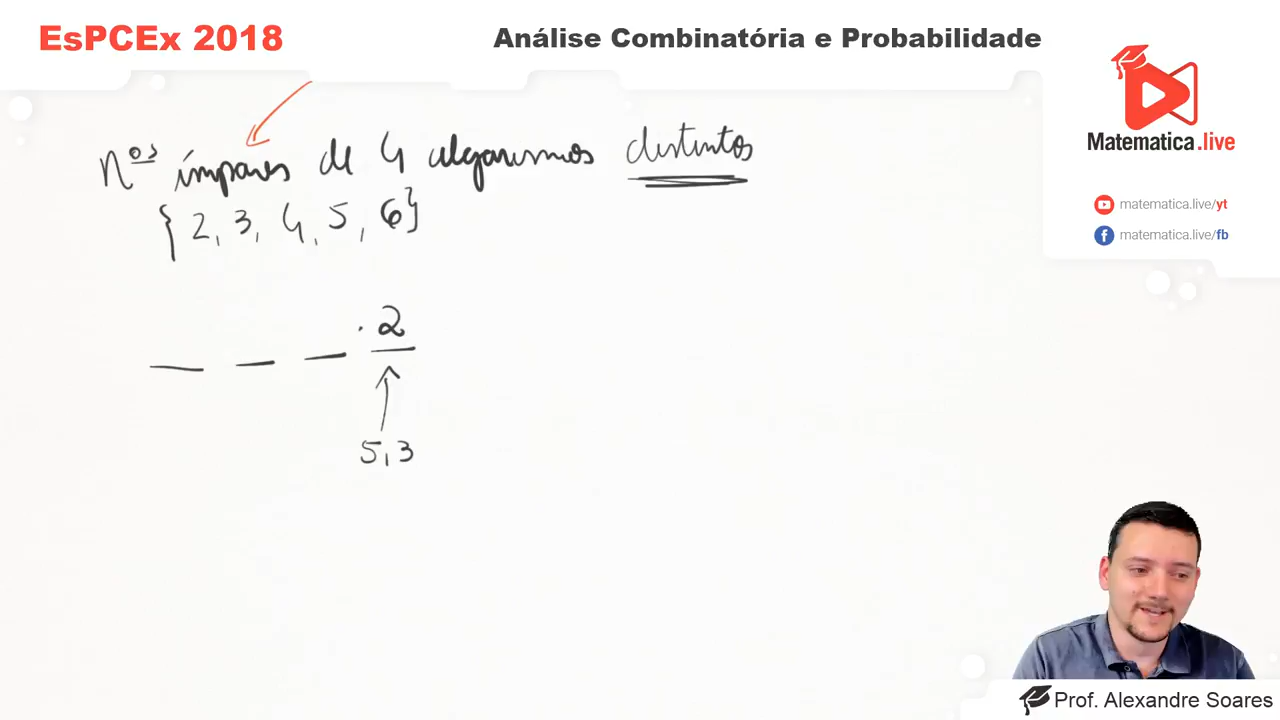 EsPCEx 2018
Análise Combinatória e Probabilidade
Matematica.live
matematica.live/yt
matematica.live/fb
Nos ímpares de 4 algarismos distintos
{2, 3, 4, 5, 6}
· 2
5, 3
Prof. Alexandre Soares